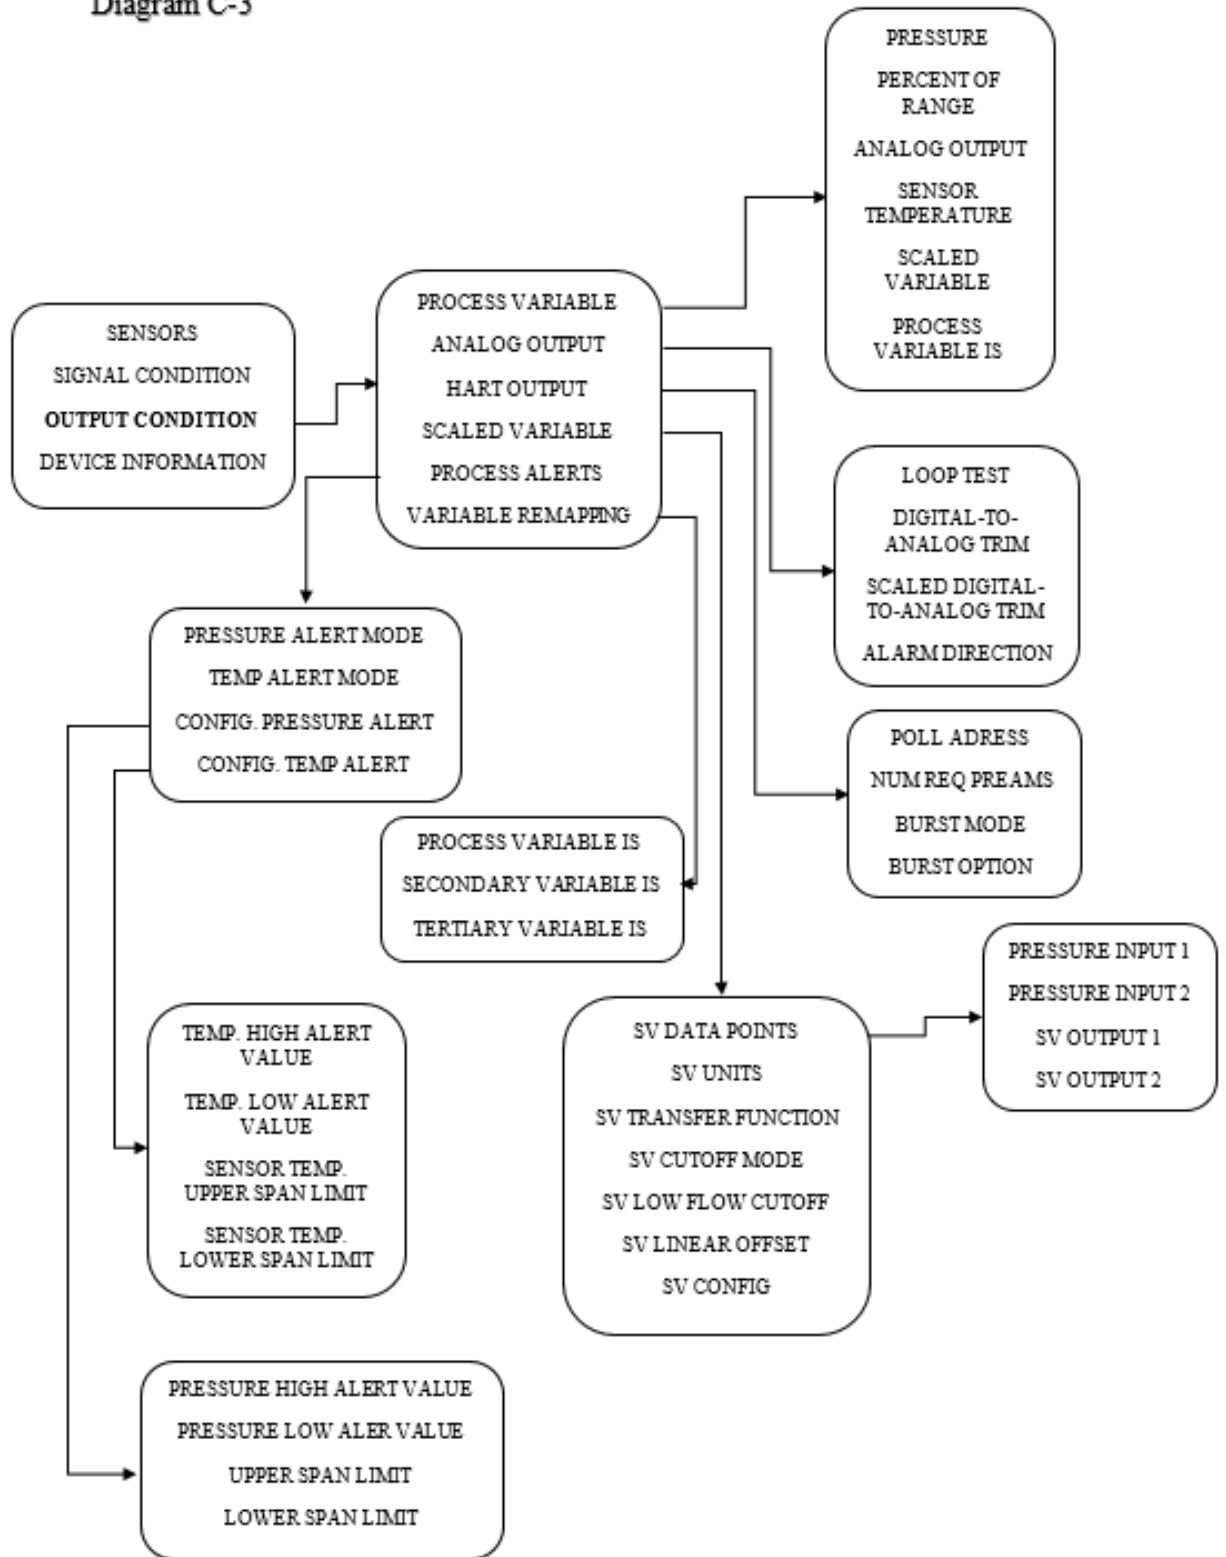 Diagram C-3
PRESSURE
PERCENT OF
RANGE
ANALOG OUTPUT
SENSOR
TEMPERATURE
SCALED
VARIABLE
PROCESS
VARIABLE IS
PROCESS VARIABLE
ANALOG OUTPUT
HART OUTPUT
SCALED VARIABLE
PROCESS ALERTS
VARIABLE REMAPPING
SENSORS
SIGNAL CONDITION
OUTPUT CONDITION
DEVICE INFORMATION
LOOP TEST
DIGITAL-TO-
ANALOG TRIM
SCALED DIGITAL-
TO-ANALOG TRIM
ALARM DIRECTION
PRESSURE ALERT MODE
TEMP ALERT MODE
CONFIG. PRESSURE ALERT
CONFIG. TEMP ALERT
POLL ADRESS
NUM REQ PREAMS
BURST MODE
BURST OPTION
PROCESS VARIABLE IS
SECONDARY VARIABLE IS
TERTIARY VARIABLE IS
PRESSURE INPUT 1
PRESSURE INPUT 2
SV OUTPUT 1
SV OUTPUT 2
SV DATA POINTS
SV UNITS
SV TRANSFER FUNCTION
SV CUTOFF MODE
SV LOW FLOW CUTOFF
SV LINEAR OFFSET
SV CONFIG
TEMP. HIGH ALERT
VALUE
TEMP. LOW ALERT
VALUE
SENSOR TEMP.
UPPER SPAN LIMIT
SENSOR TEMP.
LOWER SPAN LIMIT
PRESSURE HIGH ALERT VALUE
PRESSURE LOW ALER VALUE
UPPER SPAN LIMIT
LOWER SPAN LIMIT